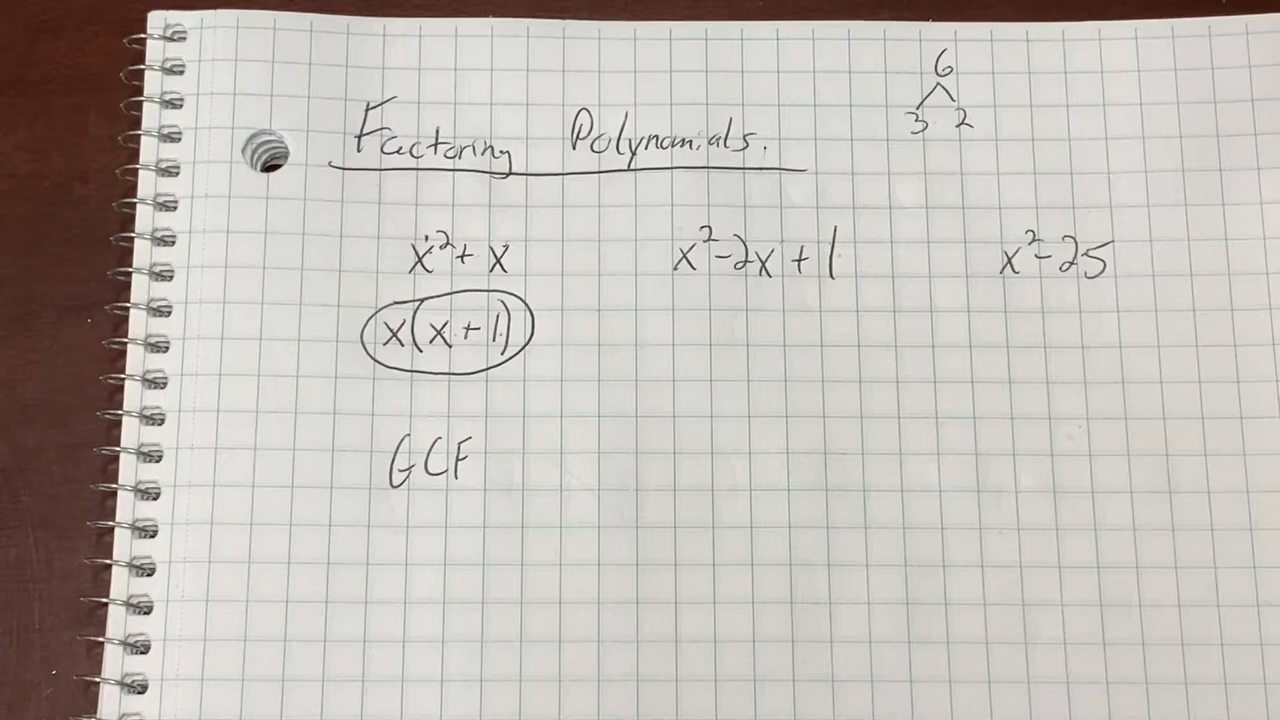 6
3 2
Factoring Polynomials.
x²+ x x²-2x + 1 x²-25
x(x+1)
GCF